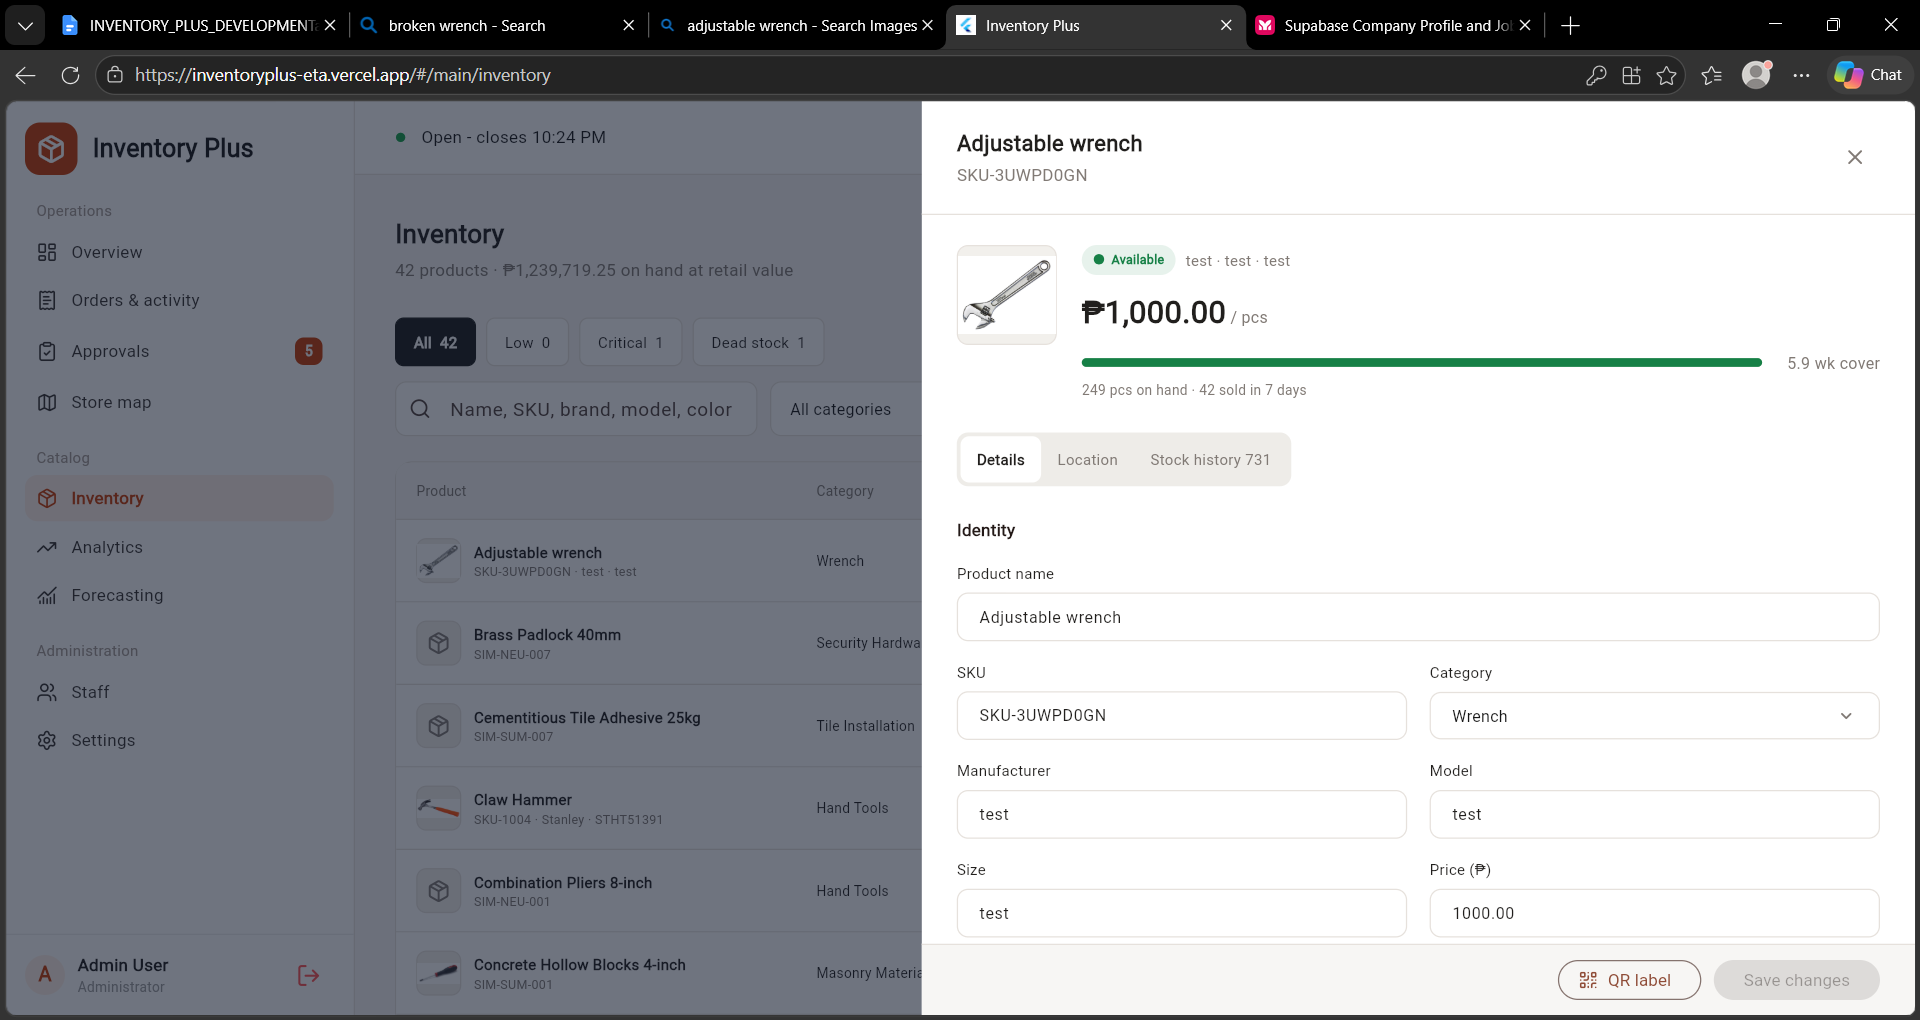 INVENTORY_PLUS_DEVELOPMENT
broken wrench - Search
adjustable wrench - Search Images
Inventory Plus
Supabase Company Profile and Jo
https://inventoryplus-eta.vercel.app/#/main/inventory
Chat
Inventory Plus
Operations
Overview
Orders & activity
Approvals 5
Store map
Catalog
Inventory
Analytics
Forecasting
Administration
Staff
Settings
A
Admin User
Administrator
Open - closes 10:24 PM
Inventory
42 products · ₱1,239,719.25 on hand at retail value
All 42
Low 0
Critical 1
Dead stock 1
Name, SKU, brand, model, color
All categories
Product
Category
Adjustable wrench
SKU-3UWPD0GN · test · test
Wrench
Brass Padlock 40mm
SIM-NEU-007
Security Hardwa
Cementitious Tile Adhesive 25kg
SIM-SUM-007
Tile Installation
Claw Hammer
SKU-1004 · Stanley · STHT51391
Hand Tools
Combination Pliers 8-inch
SIM-NEU-001
Hand Tools
Concrete Hollow Blocks 4-inch
SIM-SUM-001
Masonry Materia
Adjustable wrench
SKU-3UWPD0GN
Available
test · test · test
₱1,000.00 / pcs
5.9 wk cover
249 pcs on hand · 42 sold in 7 days
Details
Location
Stock history 731
Identity
Product name
Adjustable wrench
SKU
Category
SKU-3UWPD0GN
Wrench
Manufacturer
Model
test
test
Size
Price (₱)
test
1000.00
QR label
Save changes